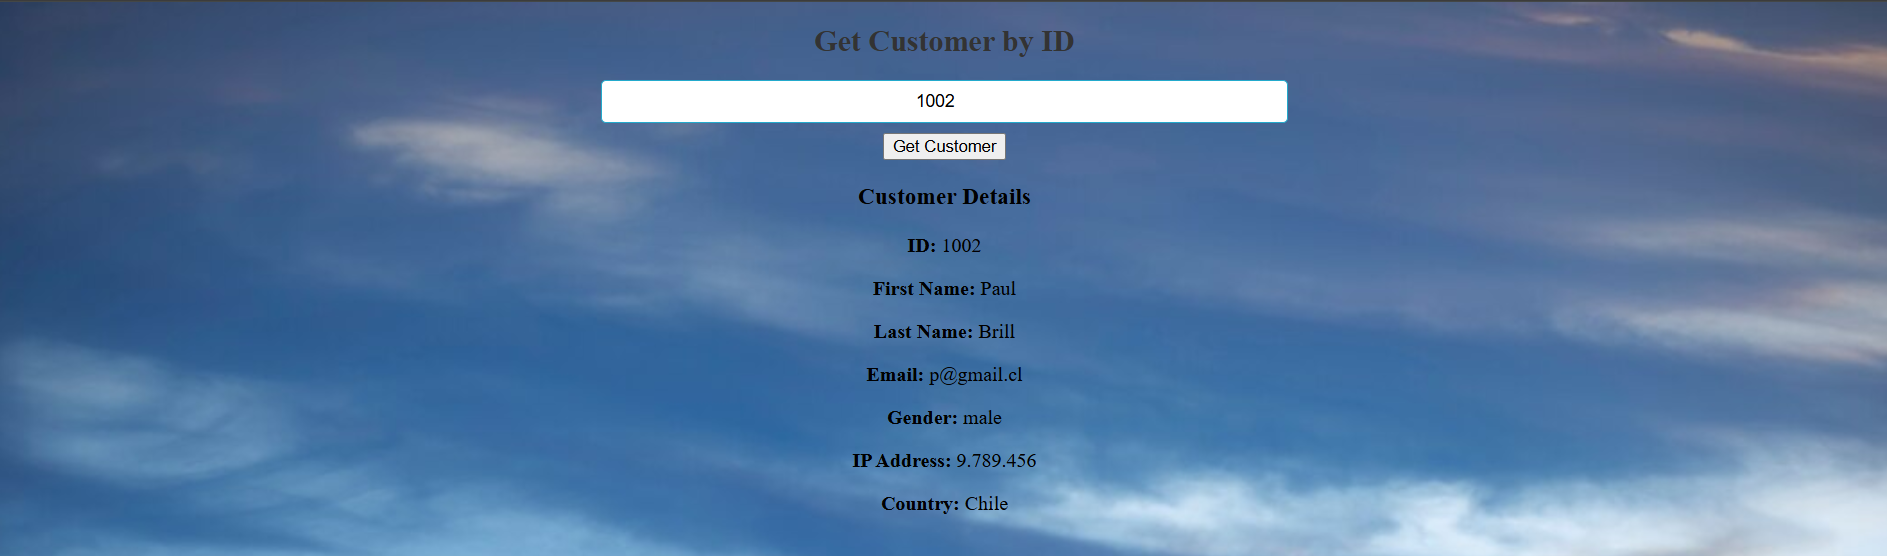 Get Customer by ID
1002
Get Customer
Customer Details
ID: 1002
First Name: Paul
Last Name: Brill
Email: p@gmail.cl
Gender: male
IP Address: 9.789.456
Country: Chile